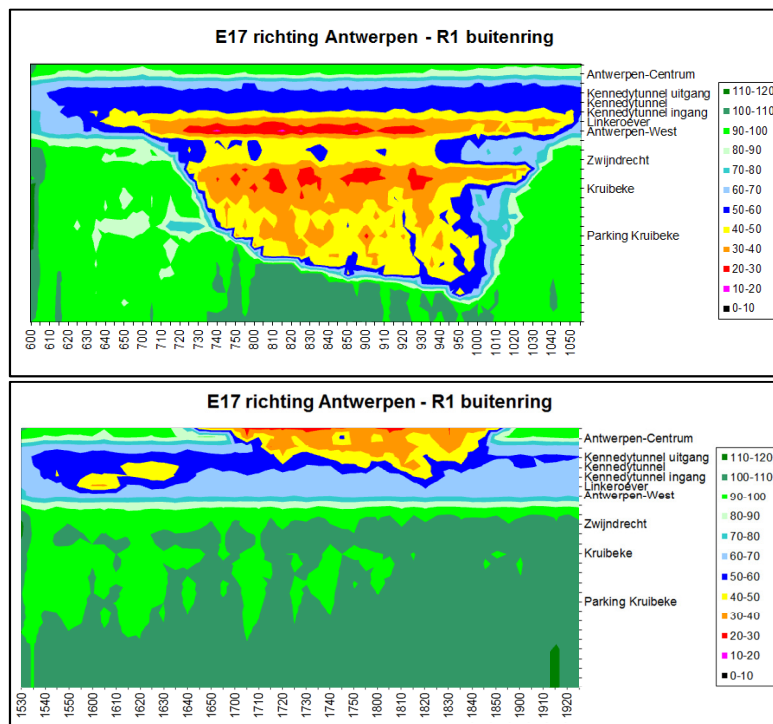 E17 richting Antwerpen - R1 buitenring
Antwerpen-Centrum
Kennedytunnel uitgang
Kennedytunnel
Kennedytunnel ingang
Linkeroever
Antwerpen-West
Zwijndrecht
Kruibeke
Parking Kruibeke
110-120
100-110
90-100
80-90
70-80
60-70
50-60
40-50
30-40
20-30
10-20
0-10
600 610 620 630 640 650 700 710 720 730 740 750 800 810 820 830 840 850 900 910 920 930 940 950 1000 1010 1020 1030 1040 1050
E17 richting Antwerpen - R1 buitenring
Antwerpen-Centrum
Kennedytunnel uitgang
Kennedytunnel
Kennedytunnel ingang
Linkeroever
Antwerpen-West
Zwijndrecht
Kruibeke
Parking Kruibeke
110-120
100-110
90-100
80-90
70-80
60-70
50-60
40-50
30-40
20-30
10-20
0-10
1530 1540 1540 1550 1600 1610 1610 1620 1630 1640 1650 1700 1710 1720 1730 1740 1750 1800 1810 1820 1830 1840 1850 1900 1910 1920